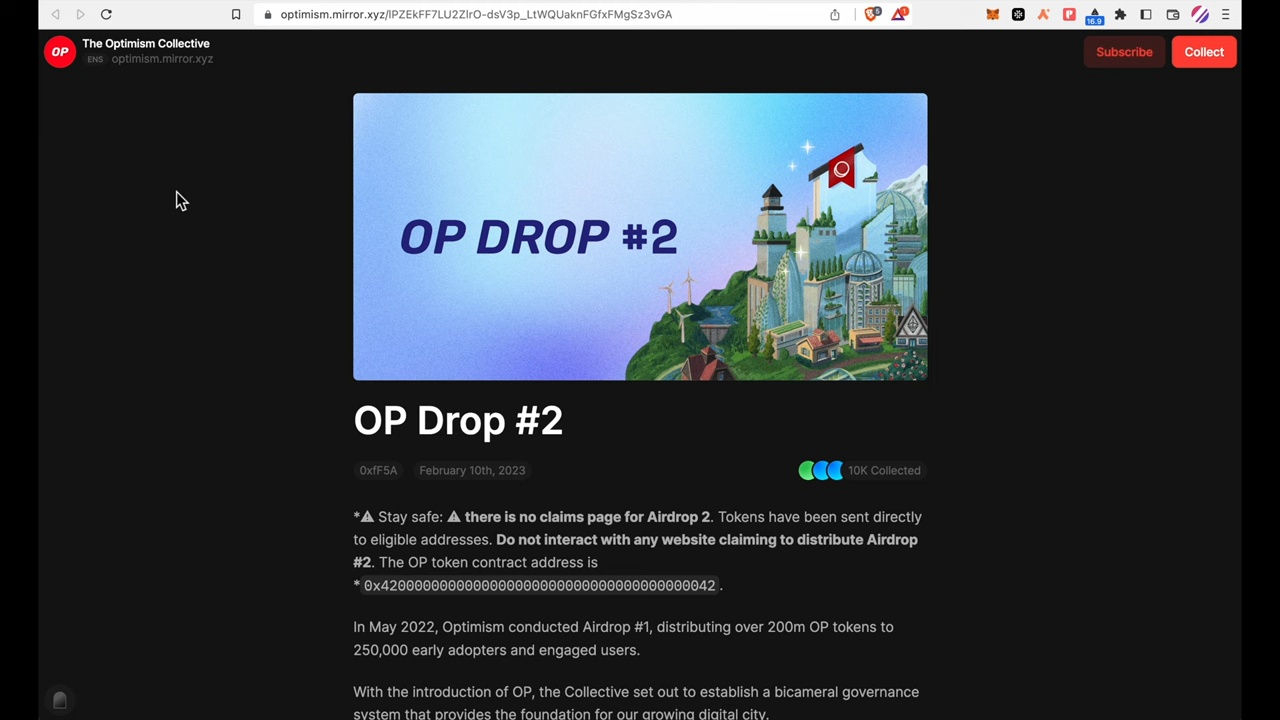 optimism.mirror.xyz/lPZEkFF7LU2ZlrO-dsV3p_LtWQUaknFGfxFMgSz3vGA
5
1
16.9
OP
The Optimism Collective
ENS optimism.mirror.xyz
Subscribe
Collect
OP DROP #2
OP Drop #2
0xfF5A
February 10th, 2023
10K Collected
*⚠ Stay safe: ⚠ there is no claims page for Airdrop 2. Tokens have been sent directly
to eligible addresses. Do not interact with any website claiming to distribute Airdrop
#2. The OP token contract address is
*0x4200000000000000000000000000000000000042.
In May 2022, Optimism conducted Airdrop #1, distributing over 200m OP tokens to
250,000 early adopters and engaged users.
With the introduction of OP, the Collective set out to establish a bicameral governance
system that provides the foundation for our growing digital city.